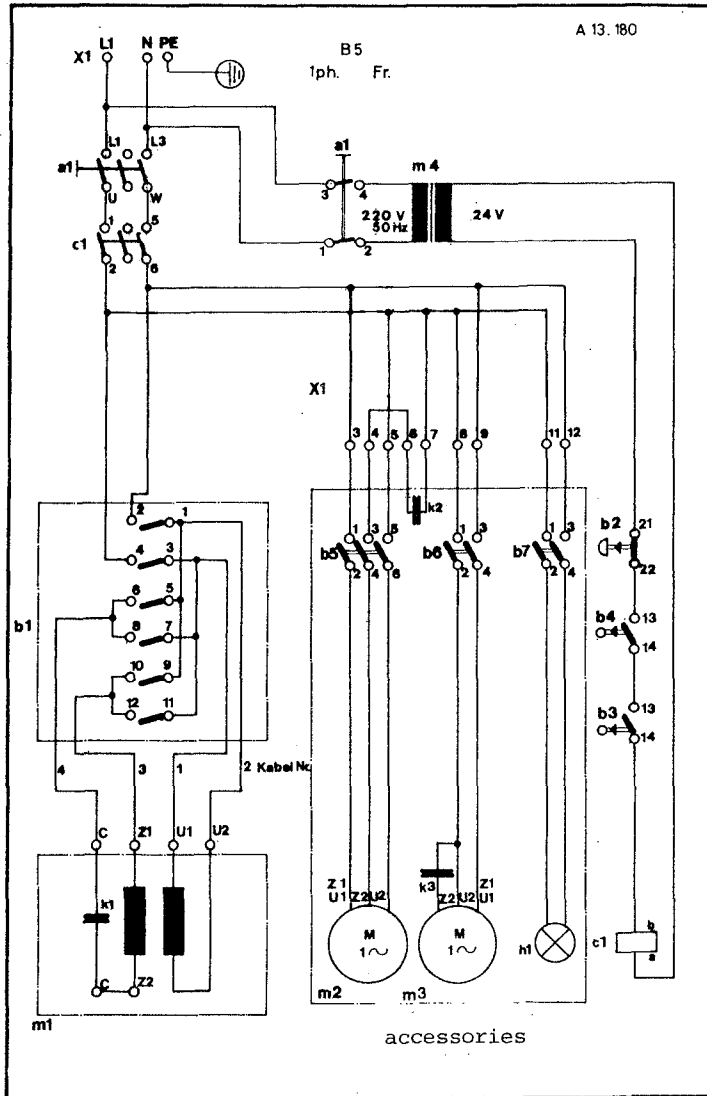 A 13.180
B5
1ph. Fr.
L1 N PE
X1
L1 L3
a1
U W
1 5
c1
2 6
a1
3 4
m4
220 V
50 Hz
24 V
1 2
X1
3 4 5 6 7 8 9 11 12
k2
b1
2 1
4 3
6 5
8 7
10 9
12 11
4 3 1 2 Kabel Nr.
C Z1 U1 U2
k1
C Z2
m1
1 3 5
b5
2 4 6
1 3
b6
2 4
1 3
b7
2 4
b2 21
22
b4 13
14
b3 13
14
Z1
U1 Z2 U2
M
1~
m2
k3
Z1
Z2 U2 U1
M
1~
m3
h1
c1
b
a
accessories